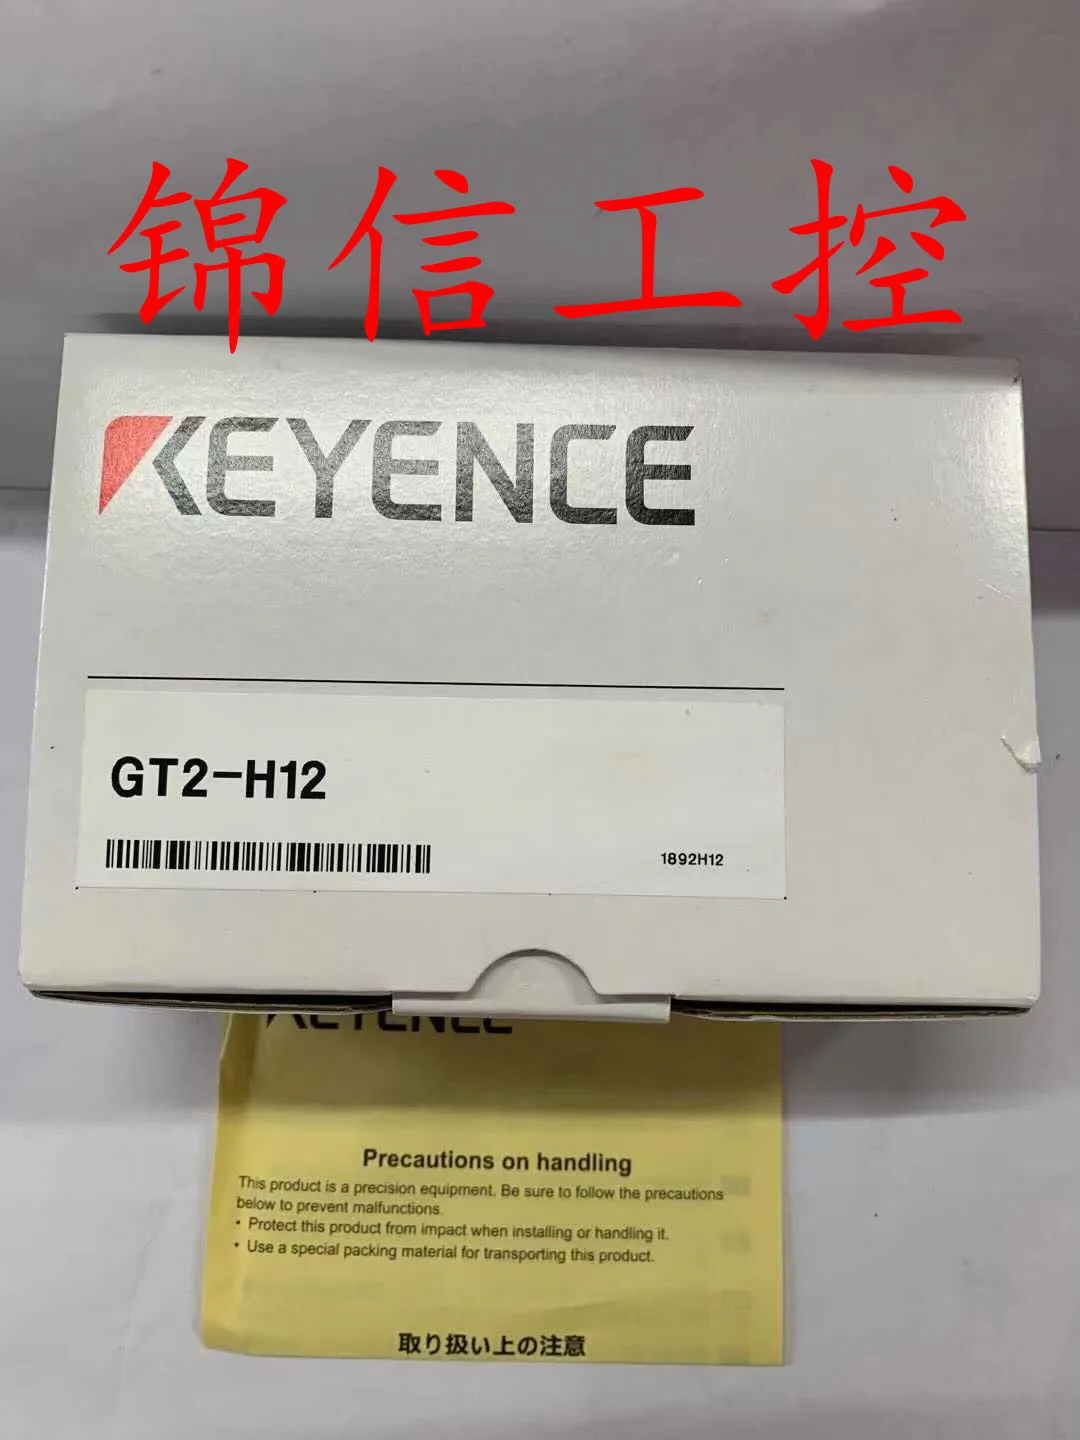 锦信工控
KEYENCE
GT2-H12
1892H12
KEYENCE
Precautions on handling
This product is a precision equipment. Be sure to follow the precautions
below to prevent malfunctions.
• Protect this product from impact when installing or handling it.
• Use a special packing material for transporting this product.
取り扱い上の注意